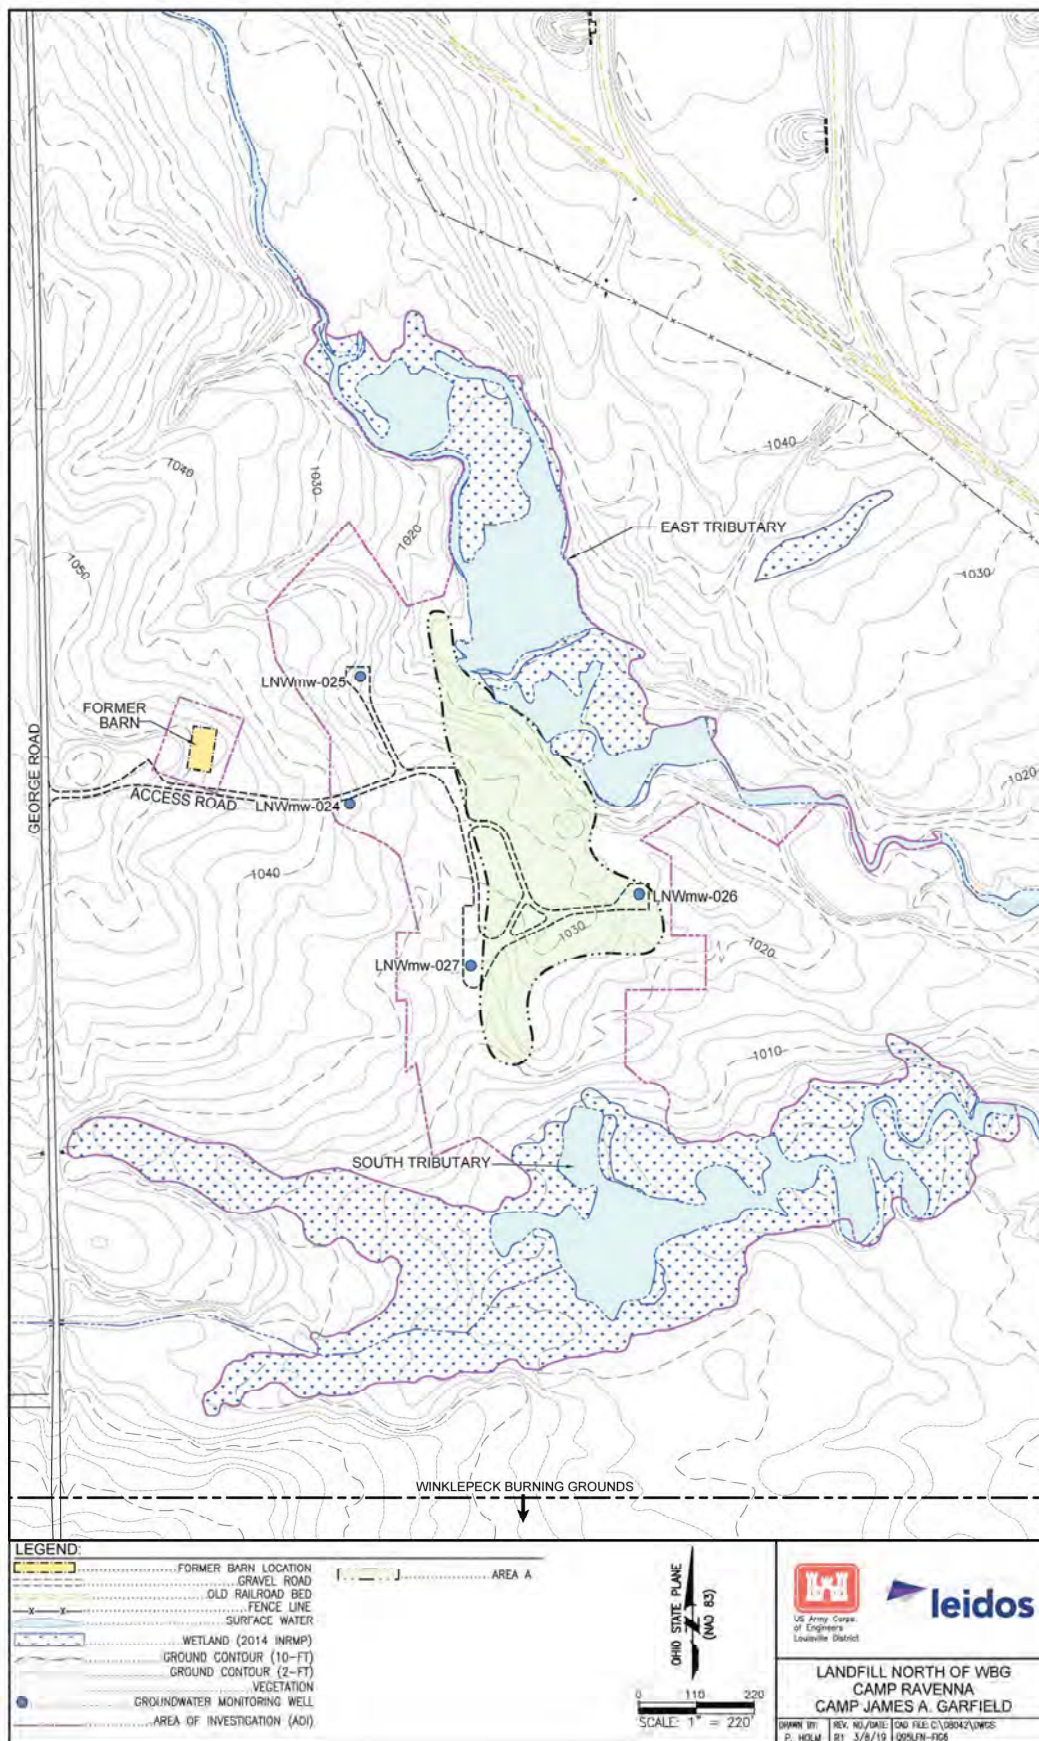 1040
1040
1030
1020
EAST TRIBUTARY
1050
1030
LNWmw-025
FORMER
BARN
GEORGE ROAD
ACCESS ROAD
LNWmw-024
1020
1040
LNWmw-026
1030
1020
LNWmw-027
1010
SOUTH TRIBUTARY
WINKLEPECK BURNING GROUNDS
LEGEND:
FORMER BARN LOCATION
GRAVEL ROAD
OLD RAILROAD BED
FENCE LINE
SURFACE WATER
WETLAND (2014 INRMP)
GROUND CONTOUR (10-FT)
GROUND CONTOUR (2-FT)
VEGETATION
GROUNDWATER MONITORING WELL
AREA OF INVESTIGATION (AOI)
AREA A
OHIO STATE PLANE
(NAD 83)
N
0 110 220
SCALE: 1" = 220'
US Army Corps
of Engineers
Louisville District
leidos
LANDFILL NORTH OF WBG
CAMP RAVENNA
CAMP JAMES A. GARFIELD
DRAWN BY: REV. NO./DATE: CAD FILE: C:\08042\DWGS
P. HOLM R1 3/8/19